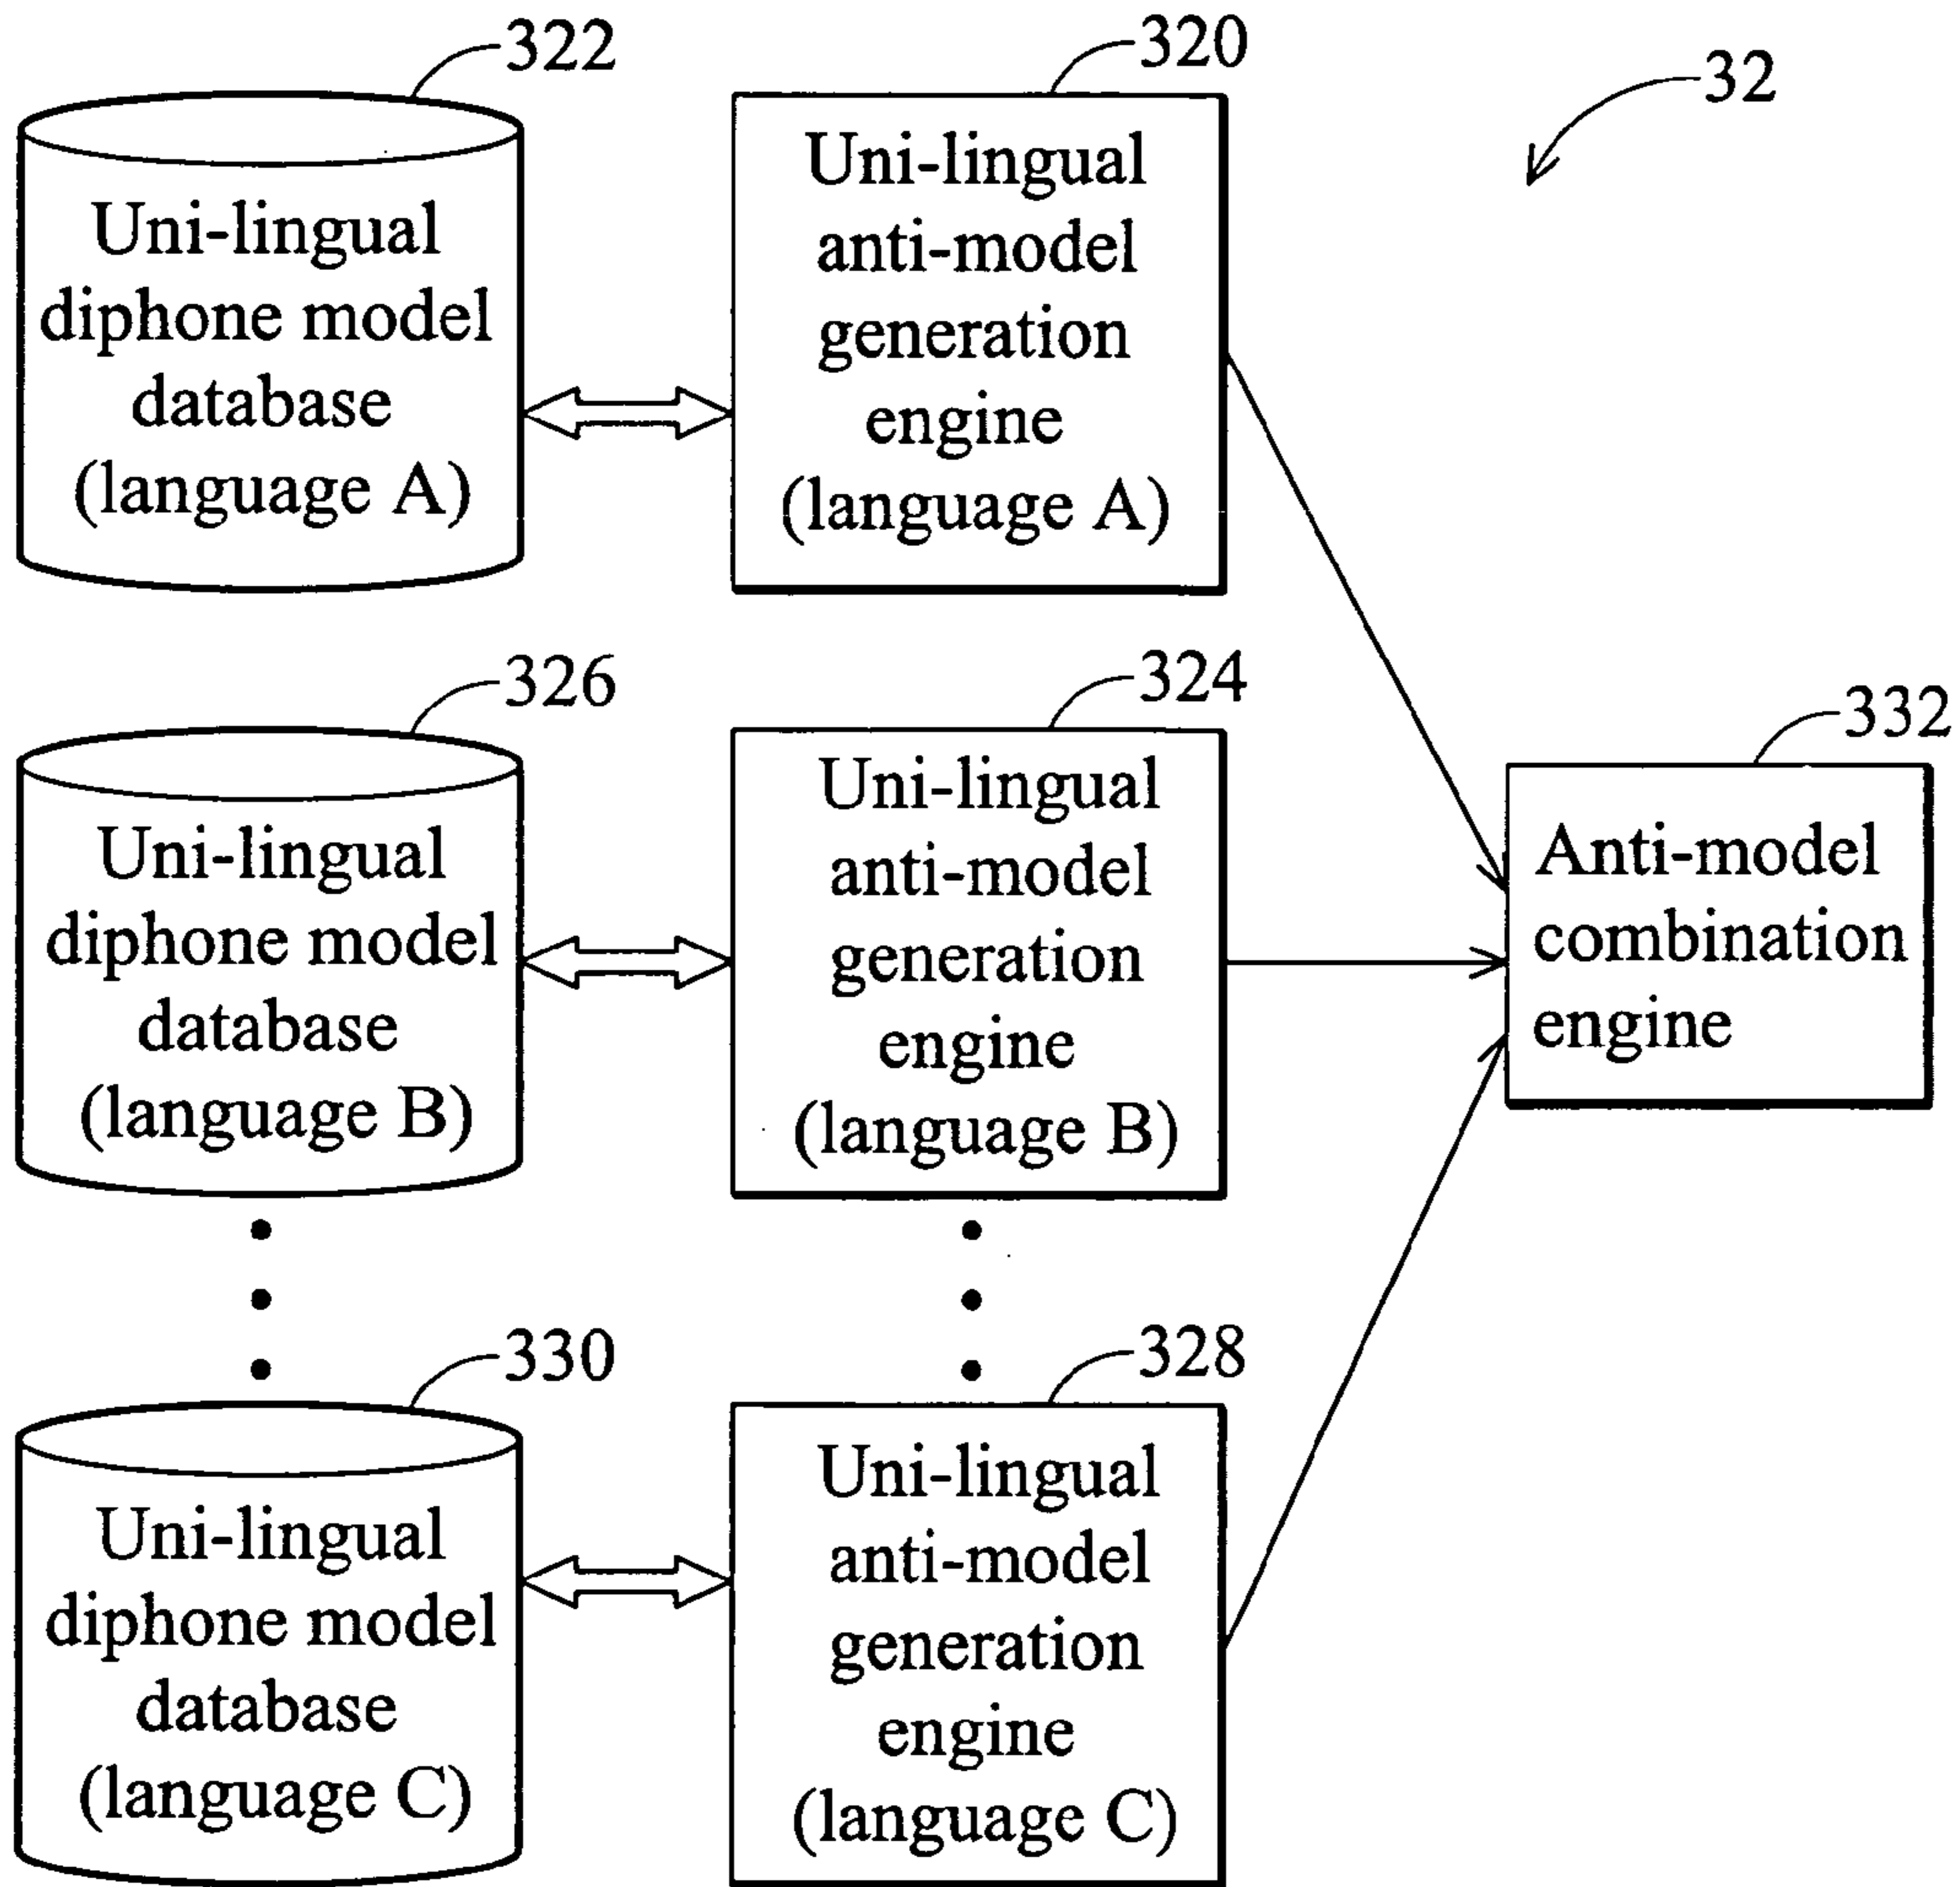 322
320
32
Uni-lingual
diphone model
database
(language A)
Uni-lingual
anti-model
generation
engine
(language A)
326
324
332
Uni-lingual
diphone model
database
(language B)
Uni-lingual
anti-model
generation
engine
(language B)
Anti-model
combination
engine
330
328
Uni-lingual
diphone model
database
(language C)
Uni-lingual
anti-model
generation
engine
(language C)